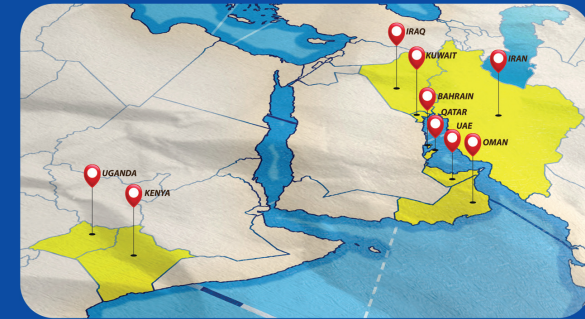 IRAQ
KUWAIT
IRAN
BAHRAIN
QATAR
UAE
OMAN
UGANDA
KENYA